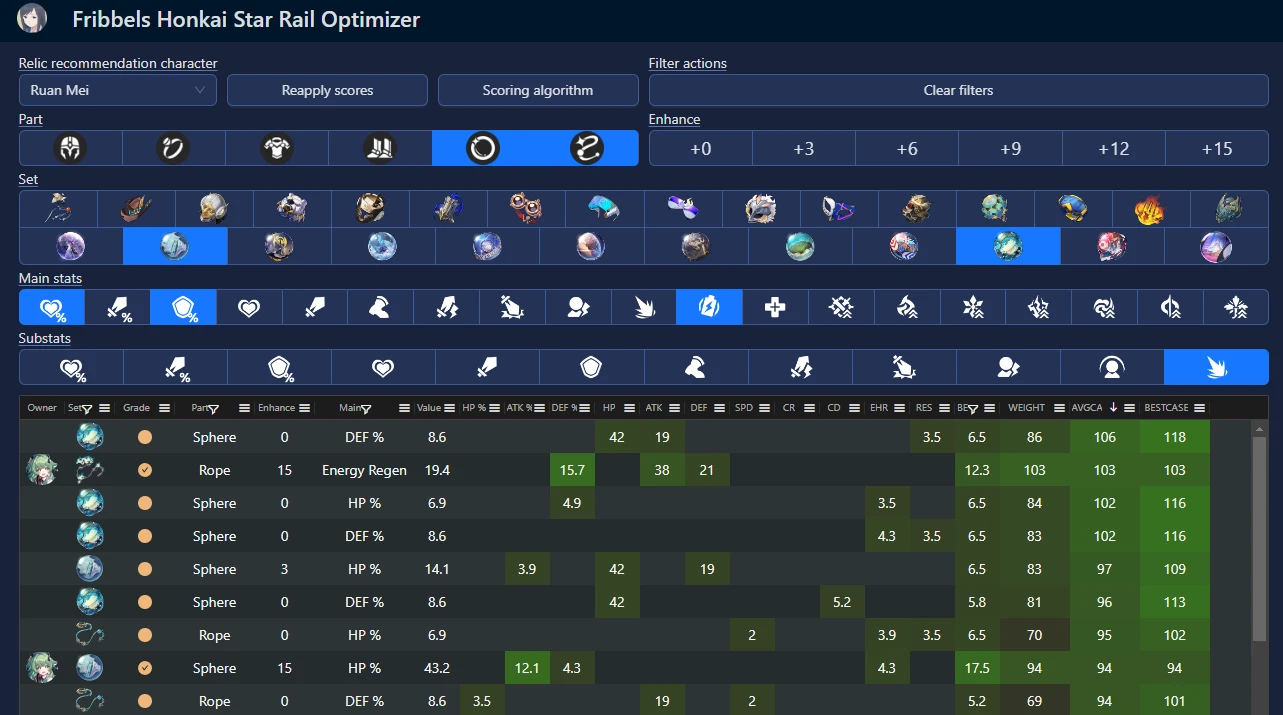 Fribbels Honkai Star Rail Optimizer
Relic recommendation character Filter actions
Ruan Mei Reapply scores Scoring algorithm Clear filters
Part Enhance
+0 +3 +6 +9 +12 +15
Set
Main stats
% % %
Substats
% % %
Owner Set Grade Part Enhance Main Value HP % ATK % DEF % HP ATK DEF SPD CR CD EHR RES BE WEIGHT AVGCA BESTCASE
Sphere 0 DEF % 8.6 42 19 3.5 6.5 86 106 118
Rope 15 Energy Regen 19.4 15.7 38 21 12.3 103 103 103
Sphere 0 HP % 6.9 4.9 3.5 6.5 84 102 116
Sphere 0 DEF % 8.6 4.3 3.5 6.5 83 102 116
Sphere 3 HP % 14.1 3.9 42 19 6.5 83 97 109
Sphere 0 DEF % 8.6 42 5.2 5.8 81 96 113
Rope 0 HP % 6.9 2 3.9 3.5 6.5 70 95 102
Sphere 15 HP % 43.2 12.1 4.3 4.3 17.5 94 94 94
Rope 0 DEF % 8.6 3.5 19 2 5.2 69 94 101